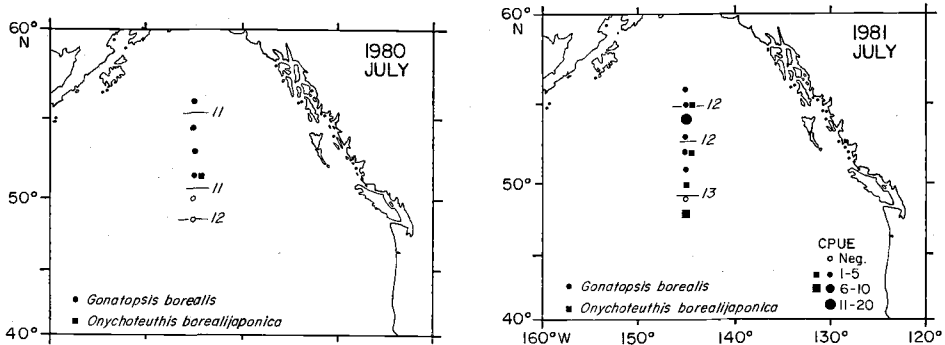 60°
N
1980
JULY
11
11
50°
12
Gonatopsis borealis
Onychoteuthis borealijaponica
40°
60°
N
1981
JULY
12
12
50°
13
CPUE
Neg.
1-5
6-10
11-20
Gonatopsis borealis
Onychoteuthis borealijaponica
40°
160°W
150°
140°
130°
120°